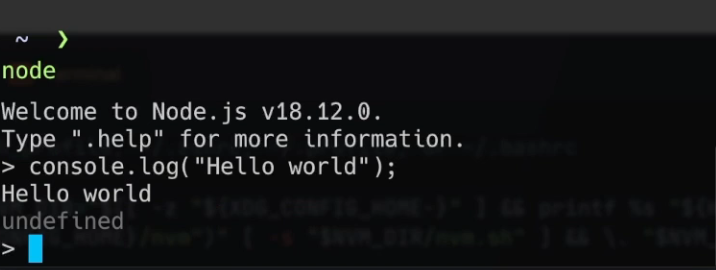 ~ ❯
node
Welcome to Node.js v18.12.0.
Type ".help" for more information.
> console.log("Hello world");
Hello world
undefined
>